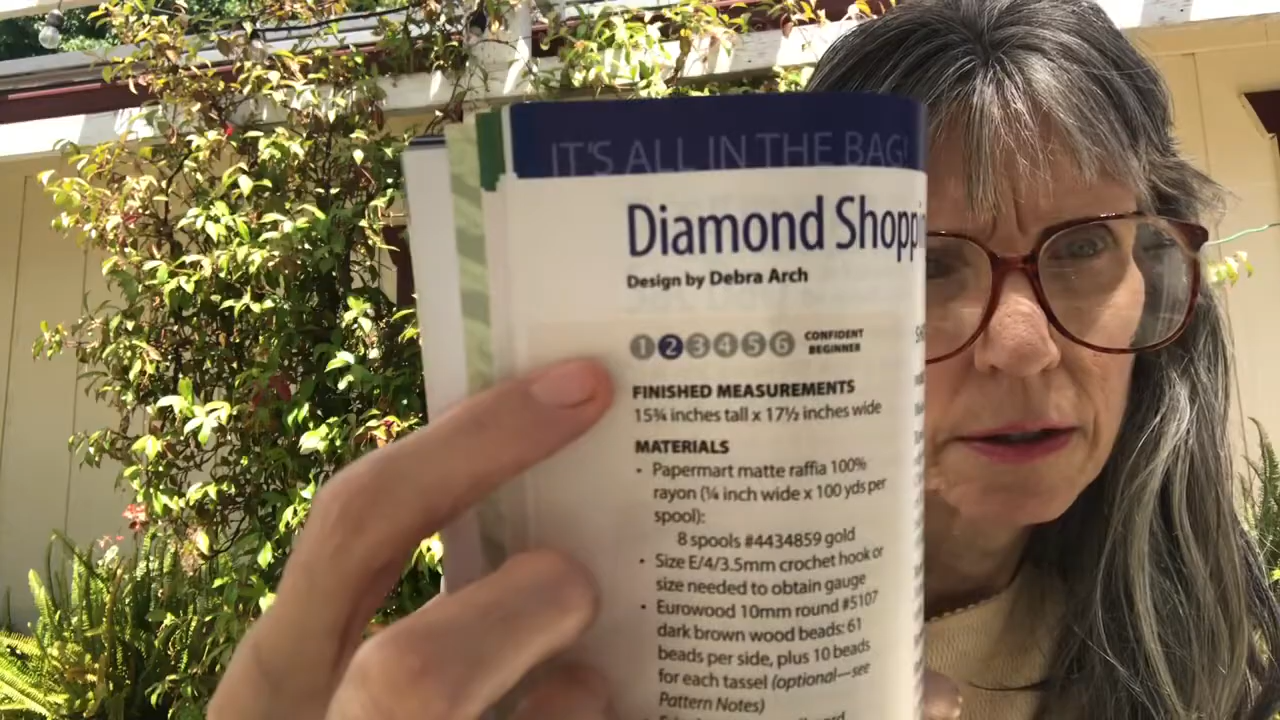 IT'S ALL IN THE BAG!
Diamond Shoppin
Design by Debra Arch
1 2 3 4 5 6 CONFIDENT BEGINNER
FINISHED MEASUREMENTS
15¾ inches tall x 17½ inches wide
MATERIALS
• Papermart matte raffia 100%
rayon (¼ inch wide x 100 yds per
spool):
8 spools #4434859 gold
• Size E/4/3.5mm crochet hook or
size needed to obtain gauge
• Eurowood 10mm round #5107
dark brown wood beads: 61
beads per side, plus 10 beads
for each tassel (optional—see
Pattern Notes)